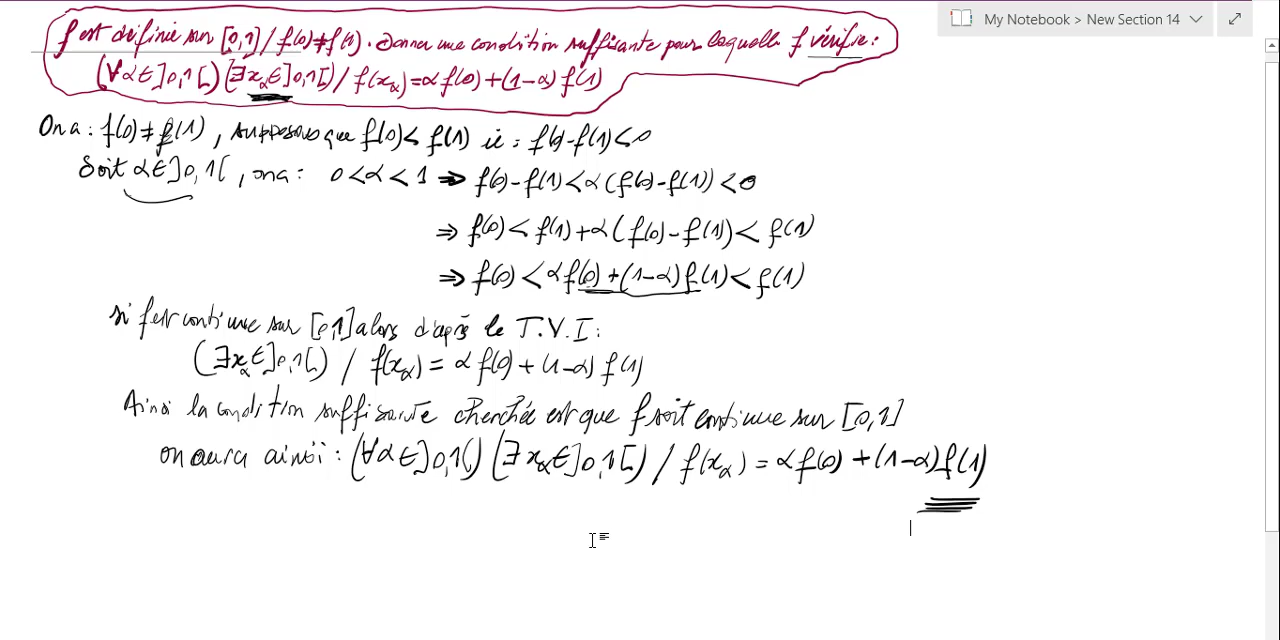 My Notebook > New Section 14
f est définie sur [0,1] / f(0)≠f(1). Donner une condition suffisante pour laquelle f vérifie :
(∀α∈]0,1[)(∃x_α∈]0,1[) / f(x_α)=αf(0)+(1-α)f(1)
On a : f(0)≠f(1), supposons que f(0)<f(1) ie : f(0)-f(1)<0
Soit α∈]0,1[, on a : 0<α<1 ⇒ f(0)-f(1)<α(f(0)-f(1))<0
⇒ f(0)<f(1)+α(f(0)-f(1))<f(1)
⇒ f(0)<αf(0)+(1-α)f(1)<f(1)
si f est continue sur [0,1] alors d'après le T.V.I :
(∃x_α∈]0,1[) / f(x_α)=αf(0)+(1-α)f(1)
Ainsi la condition suffisante cherchée est que f soit continue sur [0,1]
on aura ainsi : (∀α∈]0,1[)(∃x_α∈]0,1[) / f(x_α)=αf(0)+(1-α)f(1)